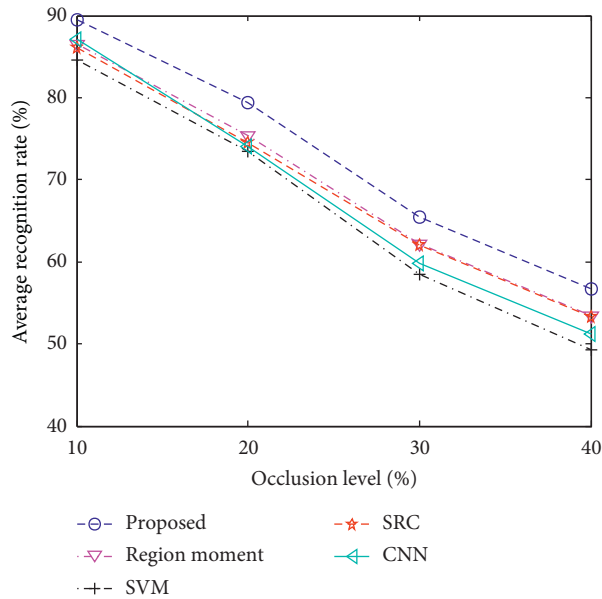 90
80
70
60
50
40
Average recognition rate (%)
10 20 30 40
Occlusion level (%)
Proposed
Region moment
SVM
SRC
CNN